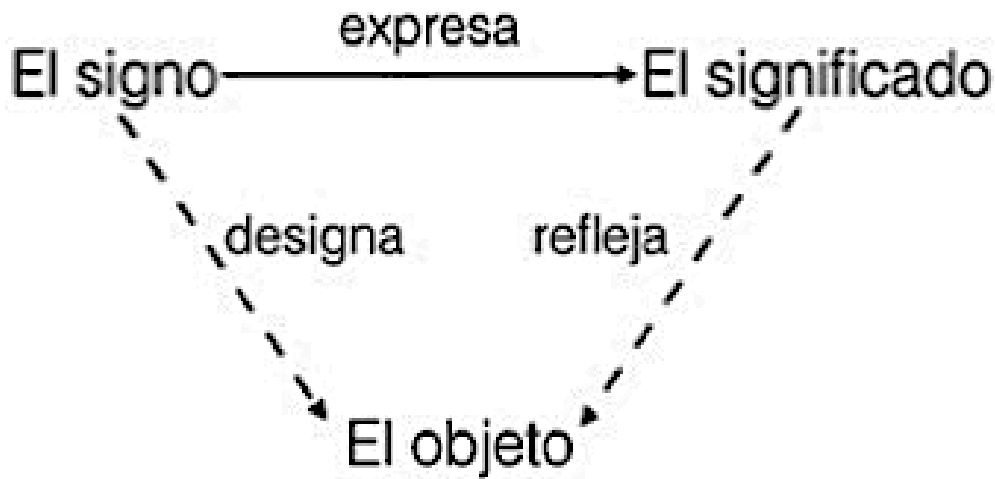 expresa
El signo
El significado
designa
refleja
El objeto